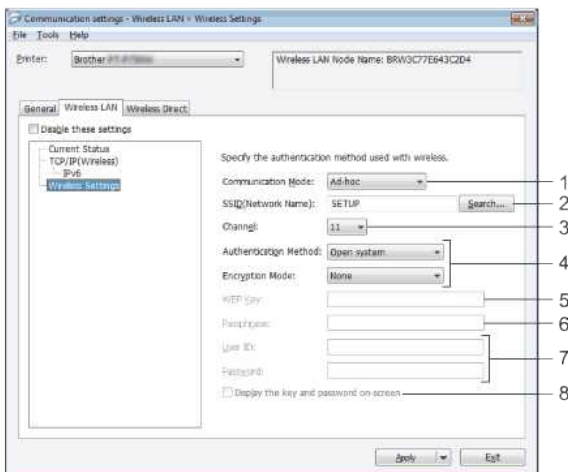 Communication settings - Wireless LAN > Wireless Settings
File Tools Help
Printer: Brother
Wireless LAN Node Name: BRW3C77E643C2D4
General Wireless LAN Wireless Direct
Disable these settings
Current Status
TCP/IP(Wireless)
IPv6
Wireless Settings
Specify the authentication method used with wireless.
Communication Mode: Ad-hoc 1
SSID(Network Name): SETUP Search... 2
Channel: 11 3
Authentication Method: Open system
4
Encryption Mode: None
WEP Key: 5
Passphrase: 6
User ID:
7
Password:
Display the key and password on-screen 8
Apply Exit